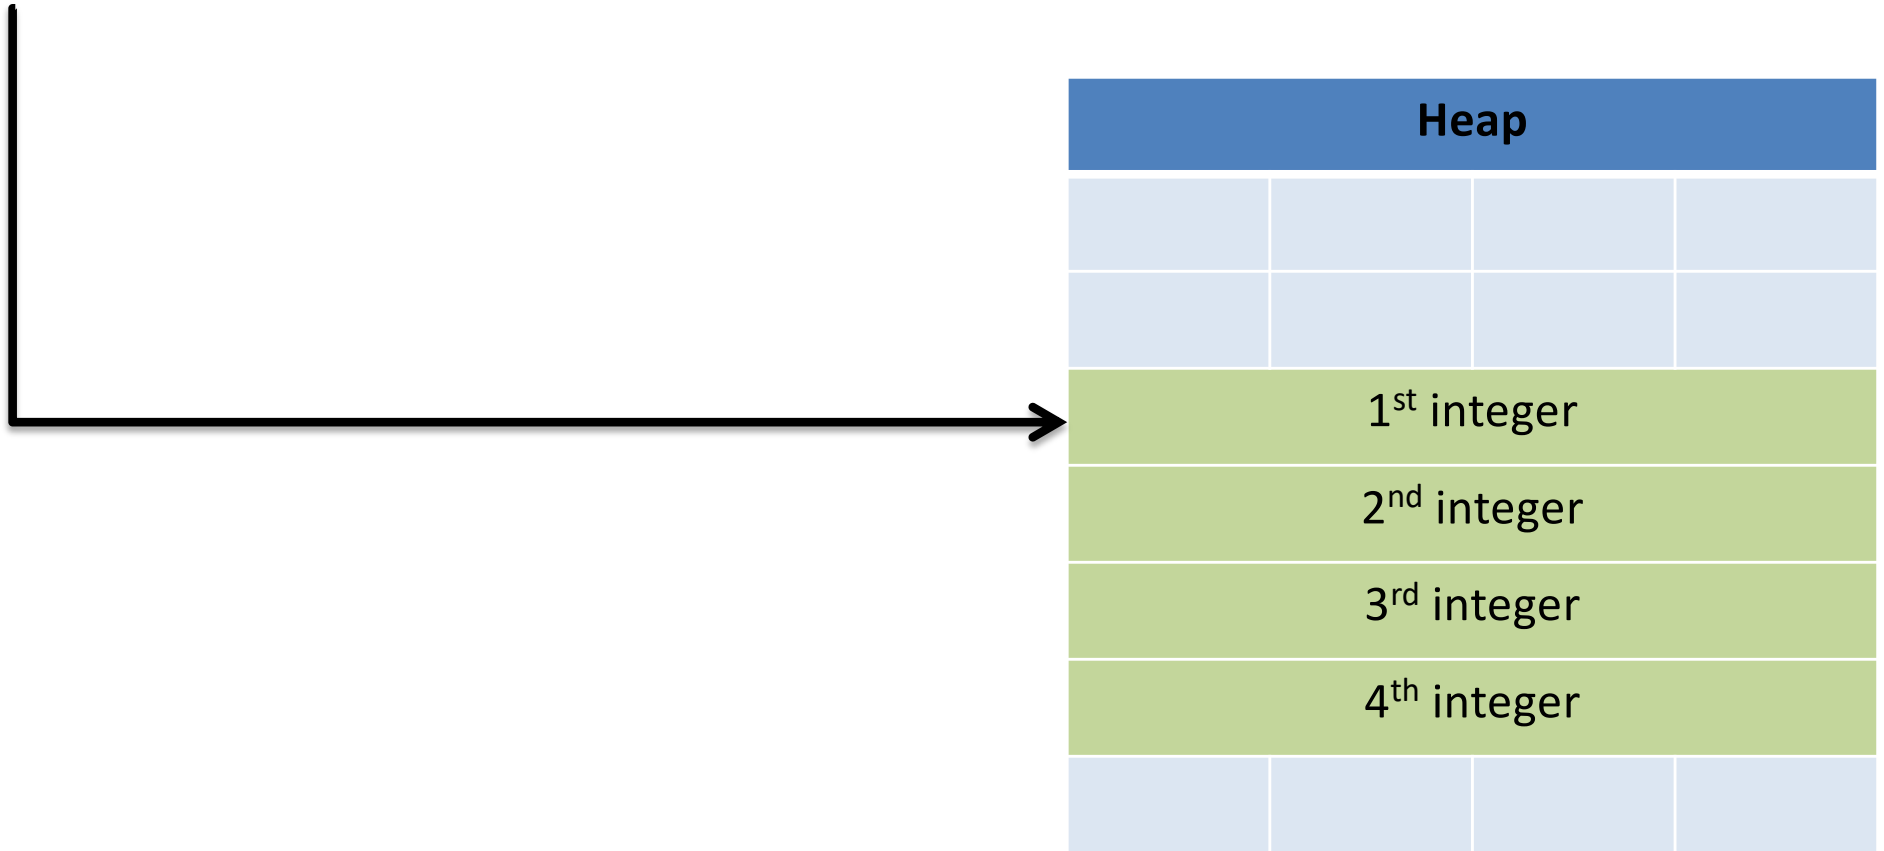 Heap
1st integer
2nd integer
3rd integer
4th integer